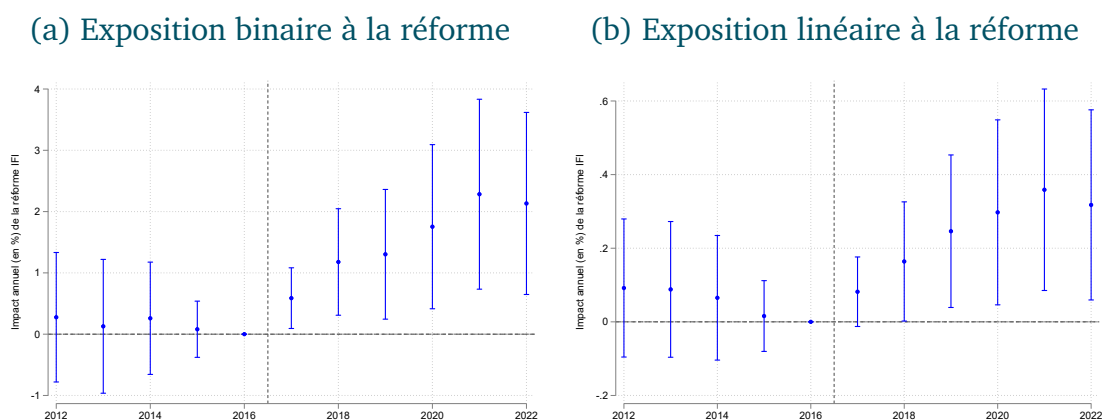 (a) Exposition binaire à la réforme
(b) Exposition linéaire à la réforme
Impact annuel (en %) de la réforme IFI
4
3
2
1
0
-1
2012 2014 2016 2018 2020 2022
Impact annuel (en %) de la réforme IFI
.6
.4
.2
0
-.2
2012 2014 2016 2018 2020 2022